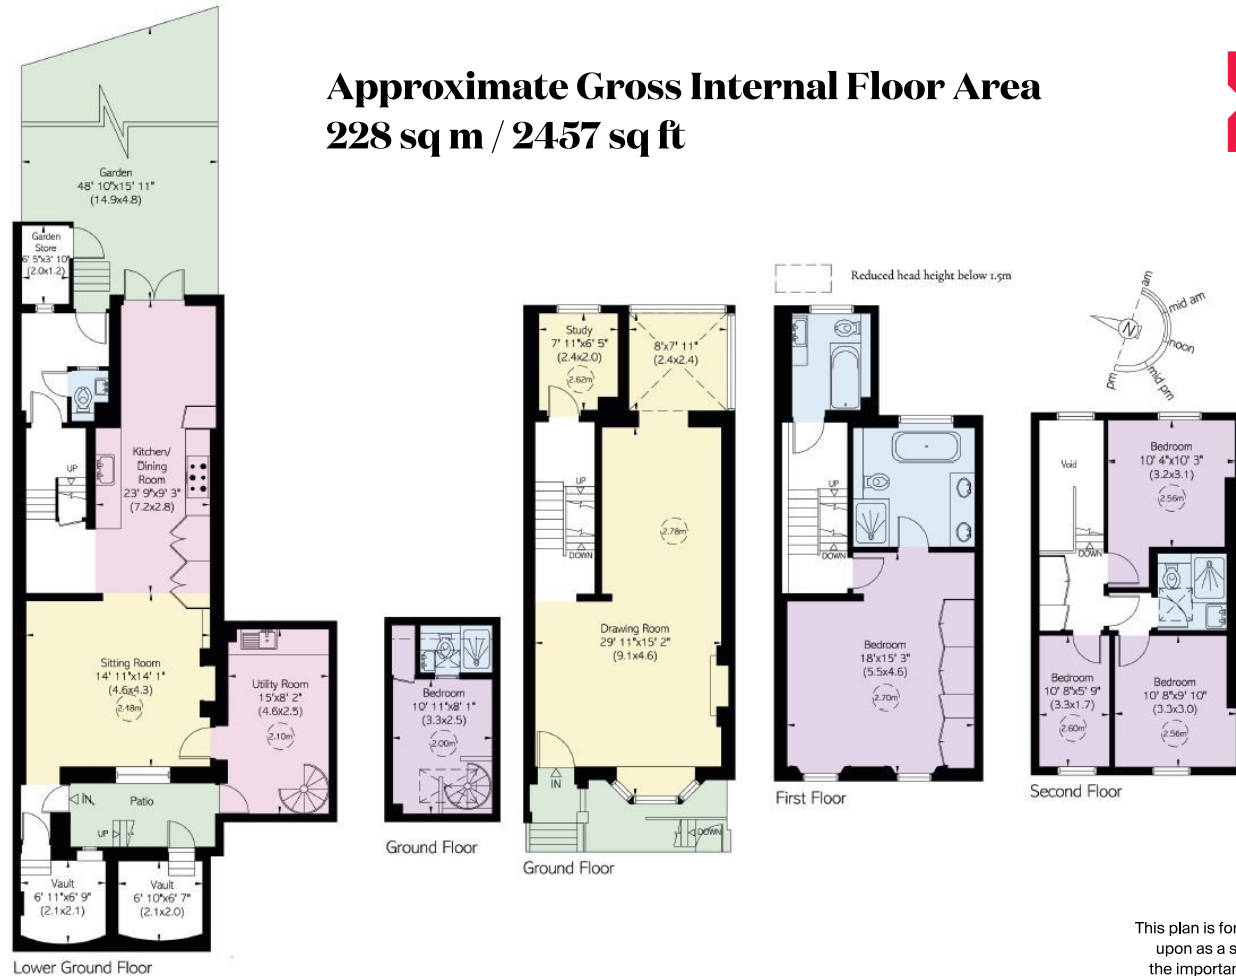 Approximate Gross Internal Floor Area
228 sq m / 2457 sq ft
Garden
48' 10"x15' 11"
(14.9x4.8)
Garden
Store
6' 5"x3' 10"
(2.0x1.2)
Kitchen/
Dining
Room
23' 9"x9' 3"
(7.2x2.8)
UP
Sitting Room
14' 11"x14' 1"
(4.6x4.3)
2.48m
Utility Room
15'x8' 2"
(4.6x2.5)
2.10m
IN
Patio
UP
Vault
6' 11"x6' 9"
(2.1x2.1)
Vault
6' 10"x6' 7"
(2.1x2.0)
Lower Ground Floor
Bedroom
10' 11"x8' 1"
(3.3x2.5)
2.00m
Ground Floor
Study
7' 11"x6' 5"
(2.4x2.0)
2.62m
8'x7' 11"
(2.4x2.4)
UP
DOWN
2.78m
Drawing Room
29' 11"x15' 2"
(9.1x4.6)
IN
DOWN
Ground Floor
Reduced head height below 1.5m
UP
DOWN
Bedroom
18'x15' 3"
(5.5x4.6)
2.70m
First Floor
am
mid am
N
noon
mid pm
pm
Void
Bedroom
10' 4"x10' 3"
(3.2x3.1)
2.56m
DOWN
Bedroom
10' 8"x5' 9"
(3.3x1.7)
2.60m
Bedroom
10' 8"x9' 10"
(3.3x3.0)
2.56m
Second Floor
This plan is for
upon as a s
the importan